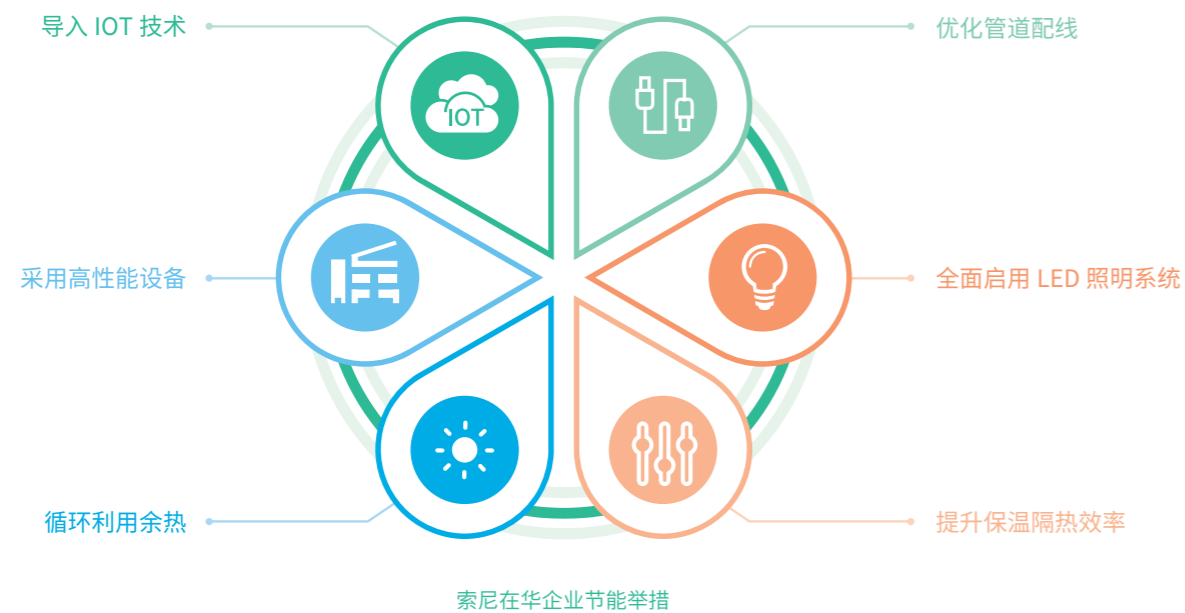 导入 IOT 技术
优化管道配线
IOT
采用高性能设备
全面启用 LED 照明系统
循环利用余热
提升保温隔热效率
索尼在华企业节能举措